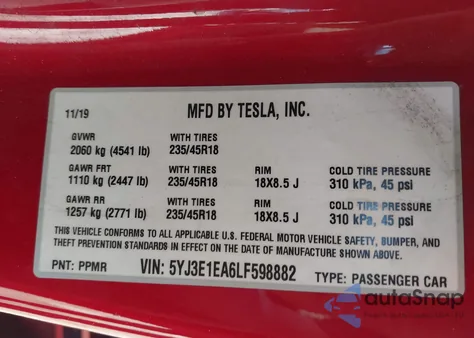 11/19 MFD BY TESLA, INC.
GVWR WITH TIRES
2060 kg (4541 lb) 235/45R18
GAWR FRT WITH TIRES RIM COLD TIRE PRESSURE
1110 kg (2447 lb) 235/45R18 18X8.5 J 310 kPa, 45 psi
GAWR RR WITH TIRES RIM COLD TIRE PRESSURE
1257 kg (2771 lb) 235/45R18 18X8.5 J 310 kPa, 45 psi
THIS VEHICLE CONFORMS TO ALL APPLICABLE U.S. FEDERAL MOTOR VEHICLE SAFETY, BUMPER, AND
THEFT PREVENTION STANDARDS IN EFFECT ON THE DATE OF MANUFACTURE SHOWN ABOVE.
PNT: PPMR VIN: 5YJ3E1EA6LF598882 TYPE: PASSENGER CAR
autoSnap